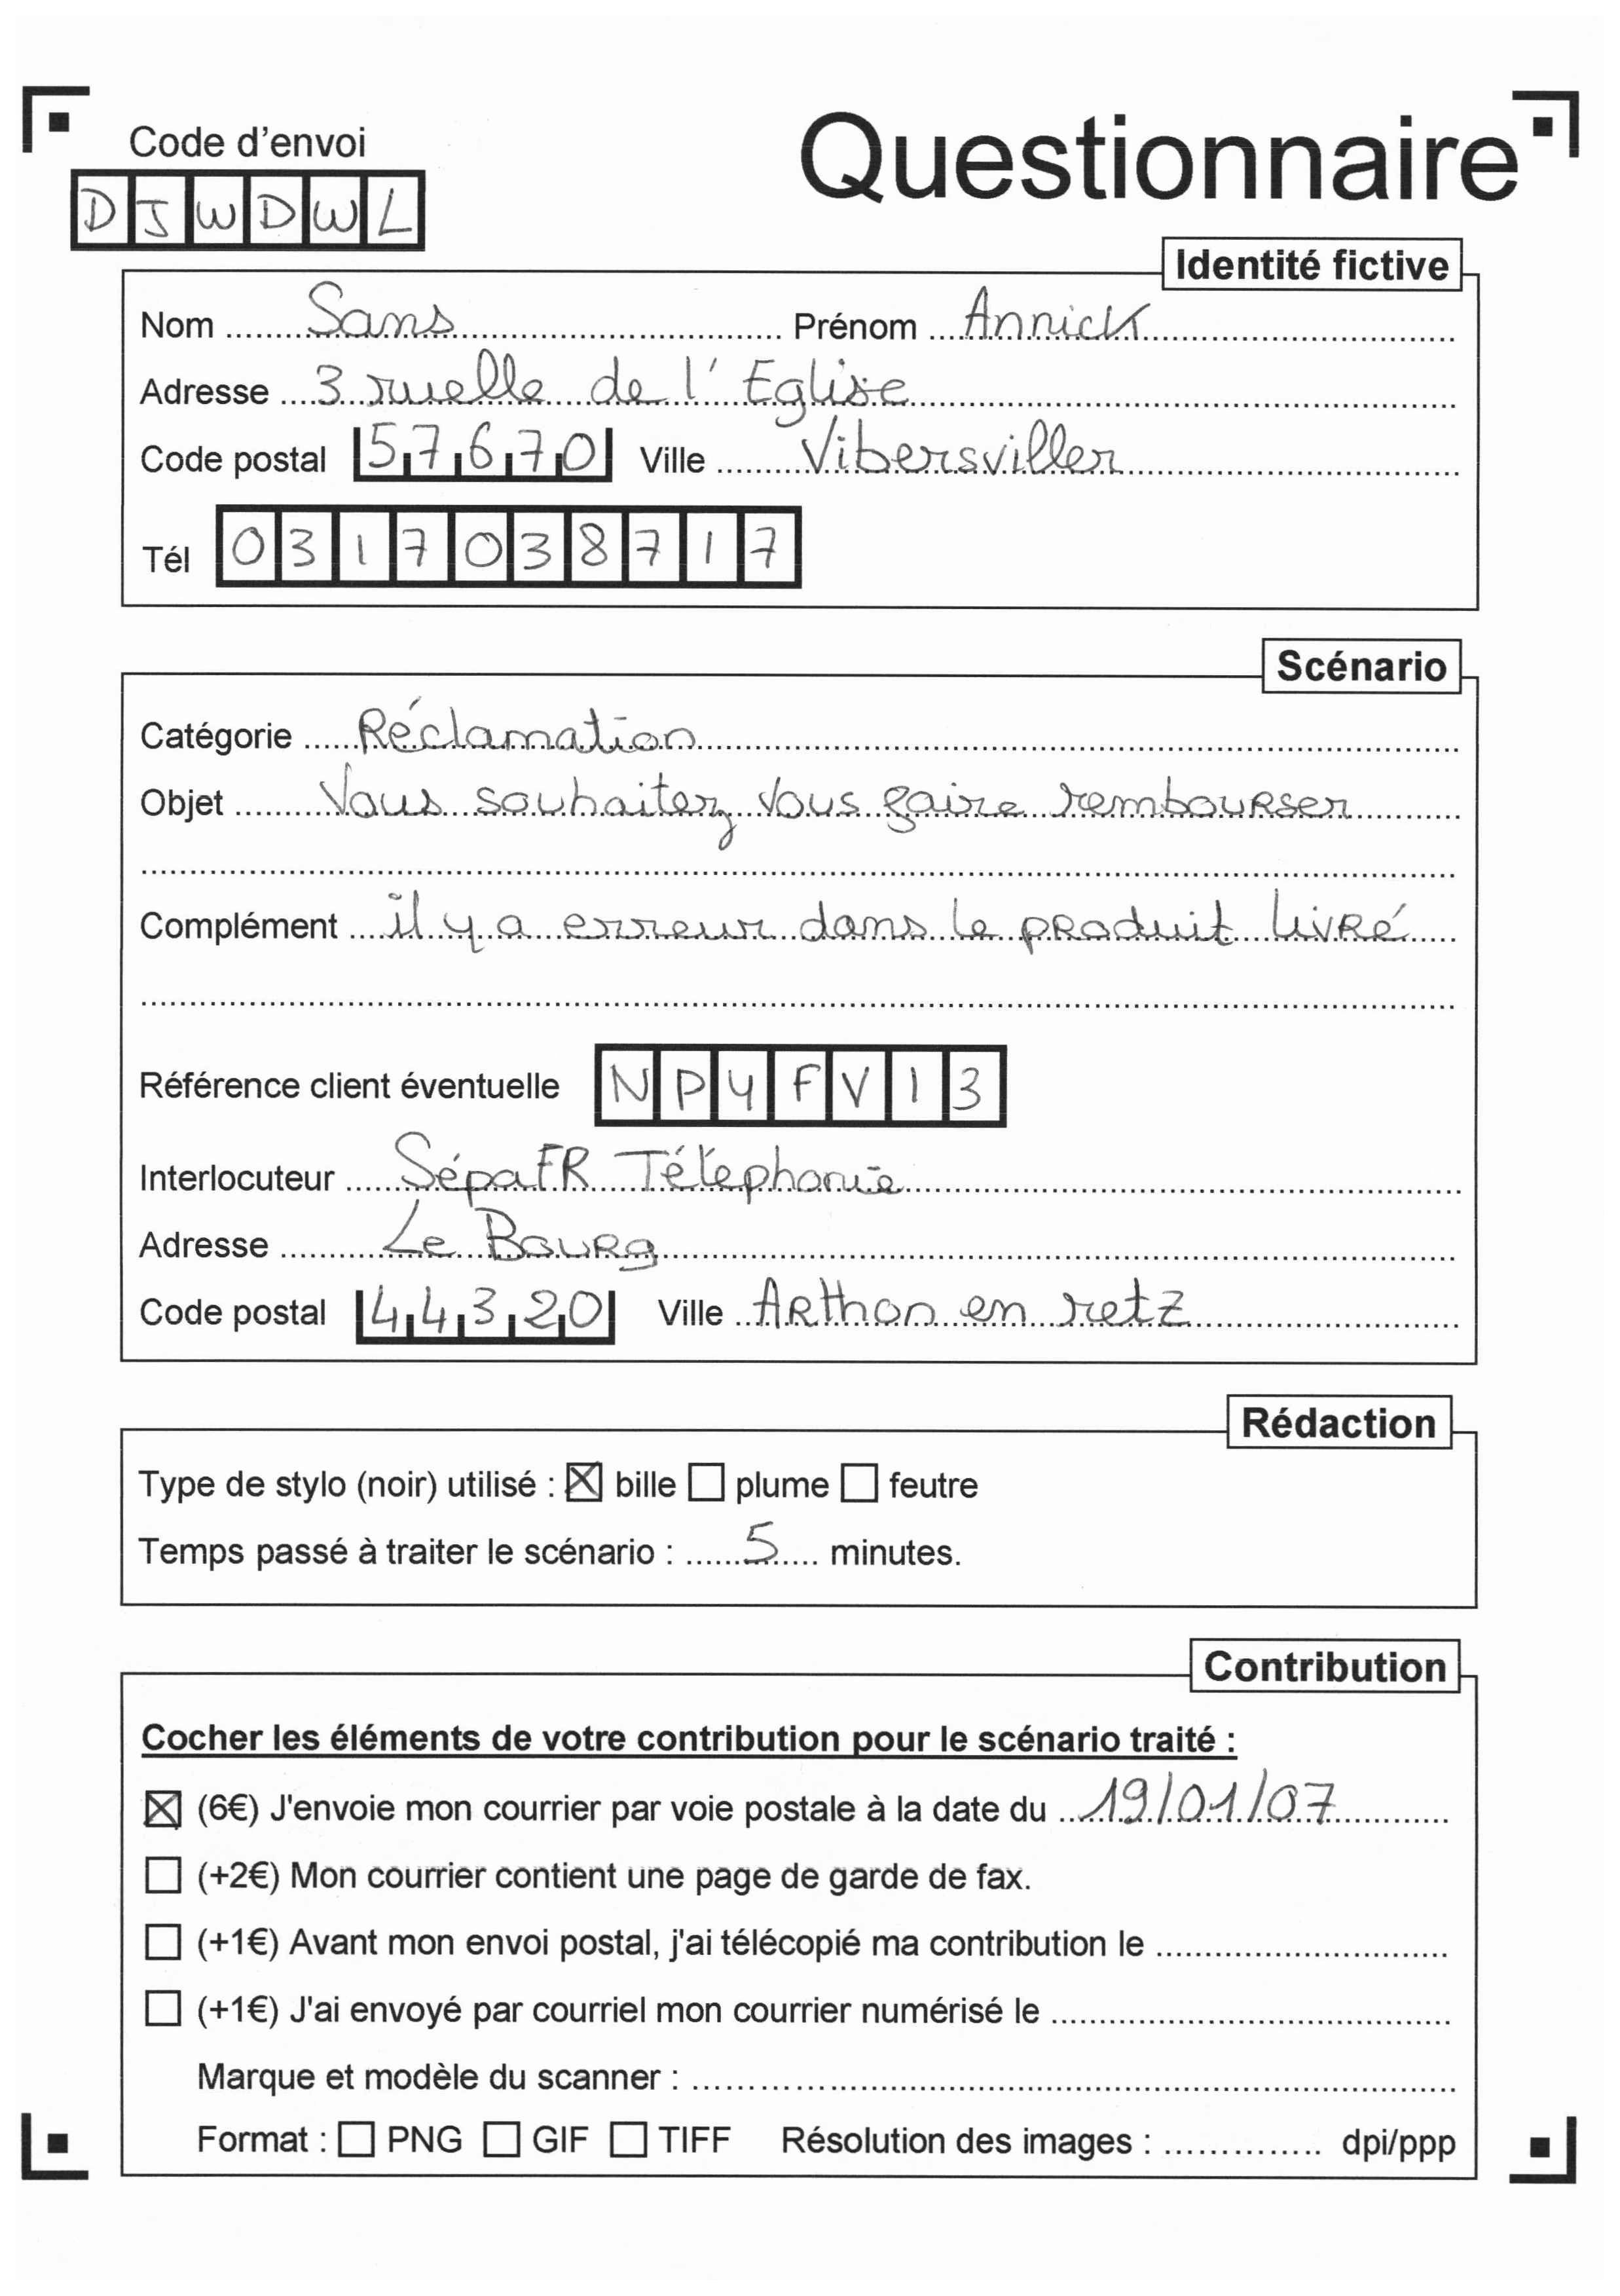 Code d'envoi
Questionnaire
DJWDWL
Identité fictive
Nom Sans Prénom Annick
Adresse 3 ruelle de l'Eglise
Code postal 57670 Ville Vibersviller
Tél 0317038717
Scénario
Catégorie Réclamation
Objet Vous souhaitez vous faire rembourser
Complément il y a erreur dans le produit livré
Référence client éventuelle NPYFV13
Interlocuteur SépaFR Téléphonie
Adresse Le Bourg
Code postal 44320 Ville Arthon en retz
Rédaction
Type de stylo (noir) utilisé : ☒ bille ☐ plume ☐ feutre
Temps passé à traiter le scénario : 5 minutes.
Contribution
Cocher les éléments de votre contribution pour le scénario traité :
☒ (6€) J'envoie mon courrier par voie postale à la date du 19/01/07
☐ (+2€) Mon courrier contient une page de garde de fax.
☐ (+1€) Avant mon envoi postal, j'ai télécopié ma contribution le
☐ (+1€) J'ai envoyé par courriel mon courrier numérisé le
Marque et modèle du scanner :
Format : ☐ PNG ☐ GIF ☐ TIFF Résolution des images : dpi/ppp